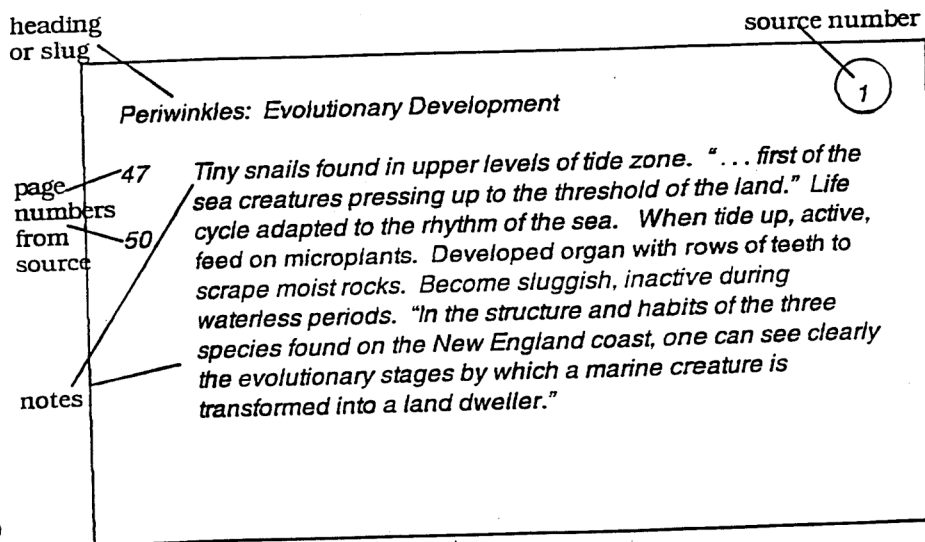 heading
or slug
source number
Periwinkles: Evolutionary Development
1
page
numbers
from
source
47
50
Tiny snails found in upper levels of tide zone. “... first of the
sea creatures pressing up to the threshold of the land.” Life
cycle adapted to the rhythm of the sea. When tide up, active,
feed on microplants. Developed organ with rows of teeth to
scrape moist rocks. Become sluggish, inactive during
waterless periods. “In the structure and habits of the three
species found on the New England coast, one can see clearly
the evolutionary stages by which a marine creature is
transformed into a land dweller.”
notes